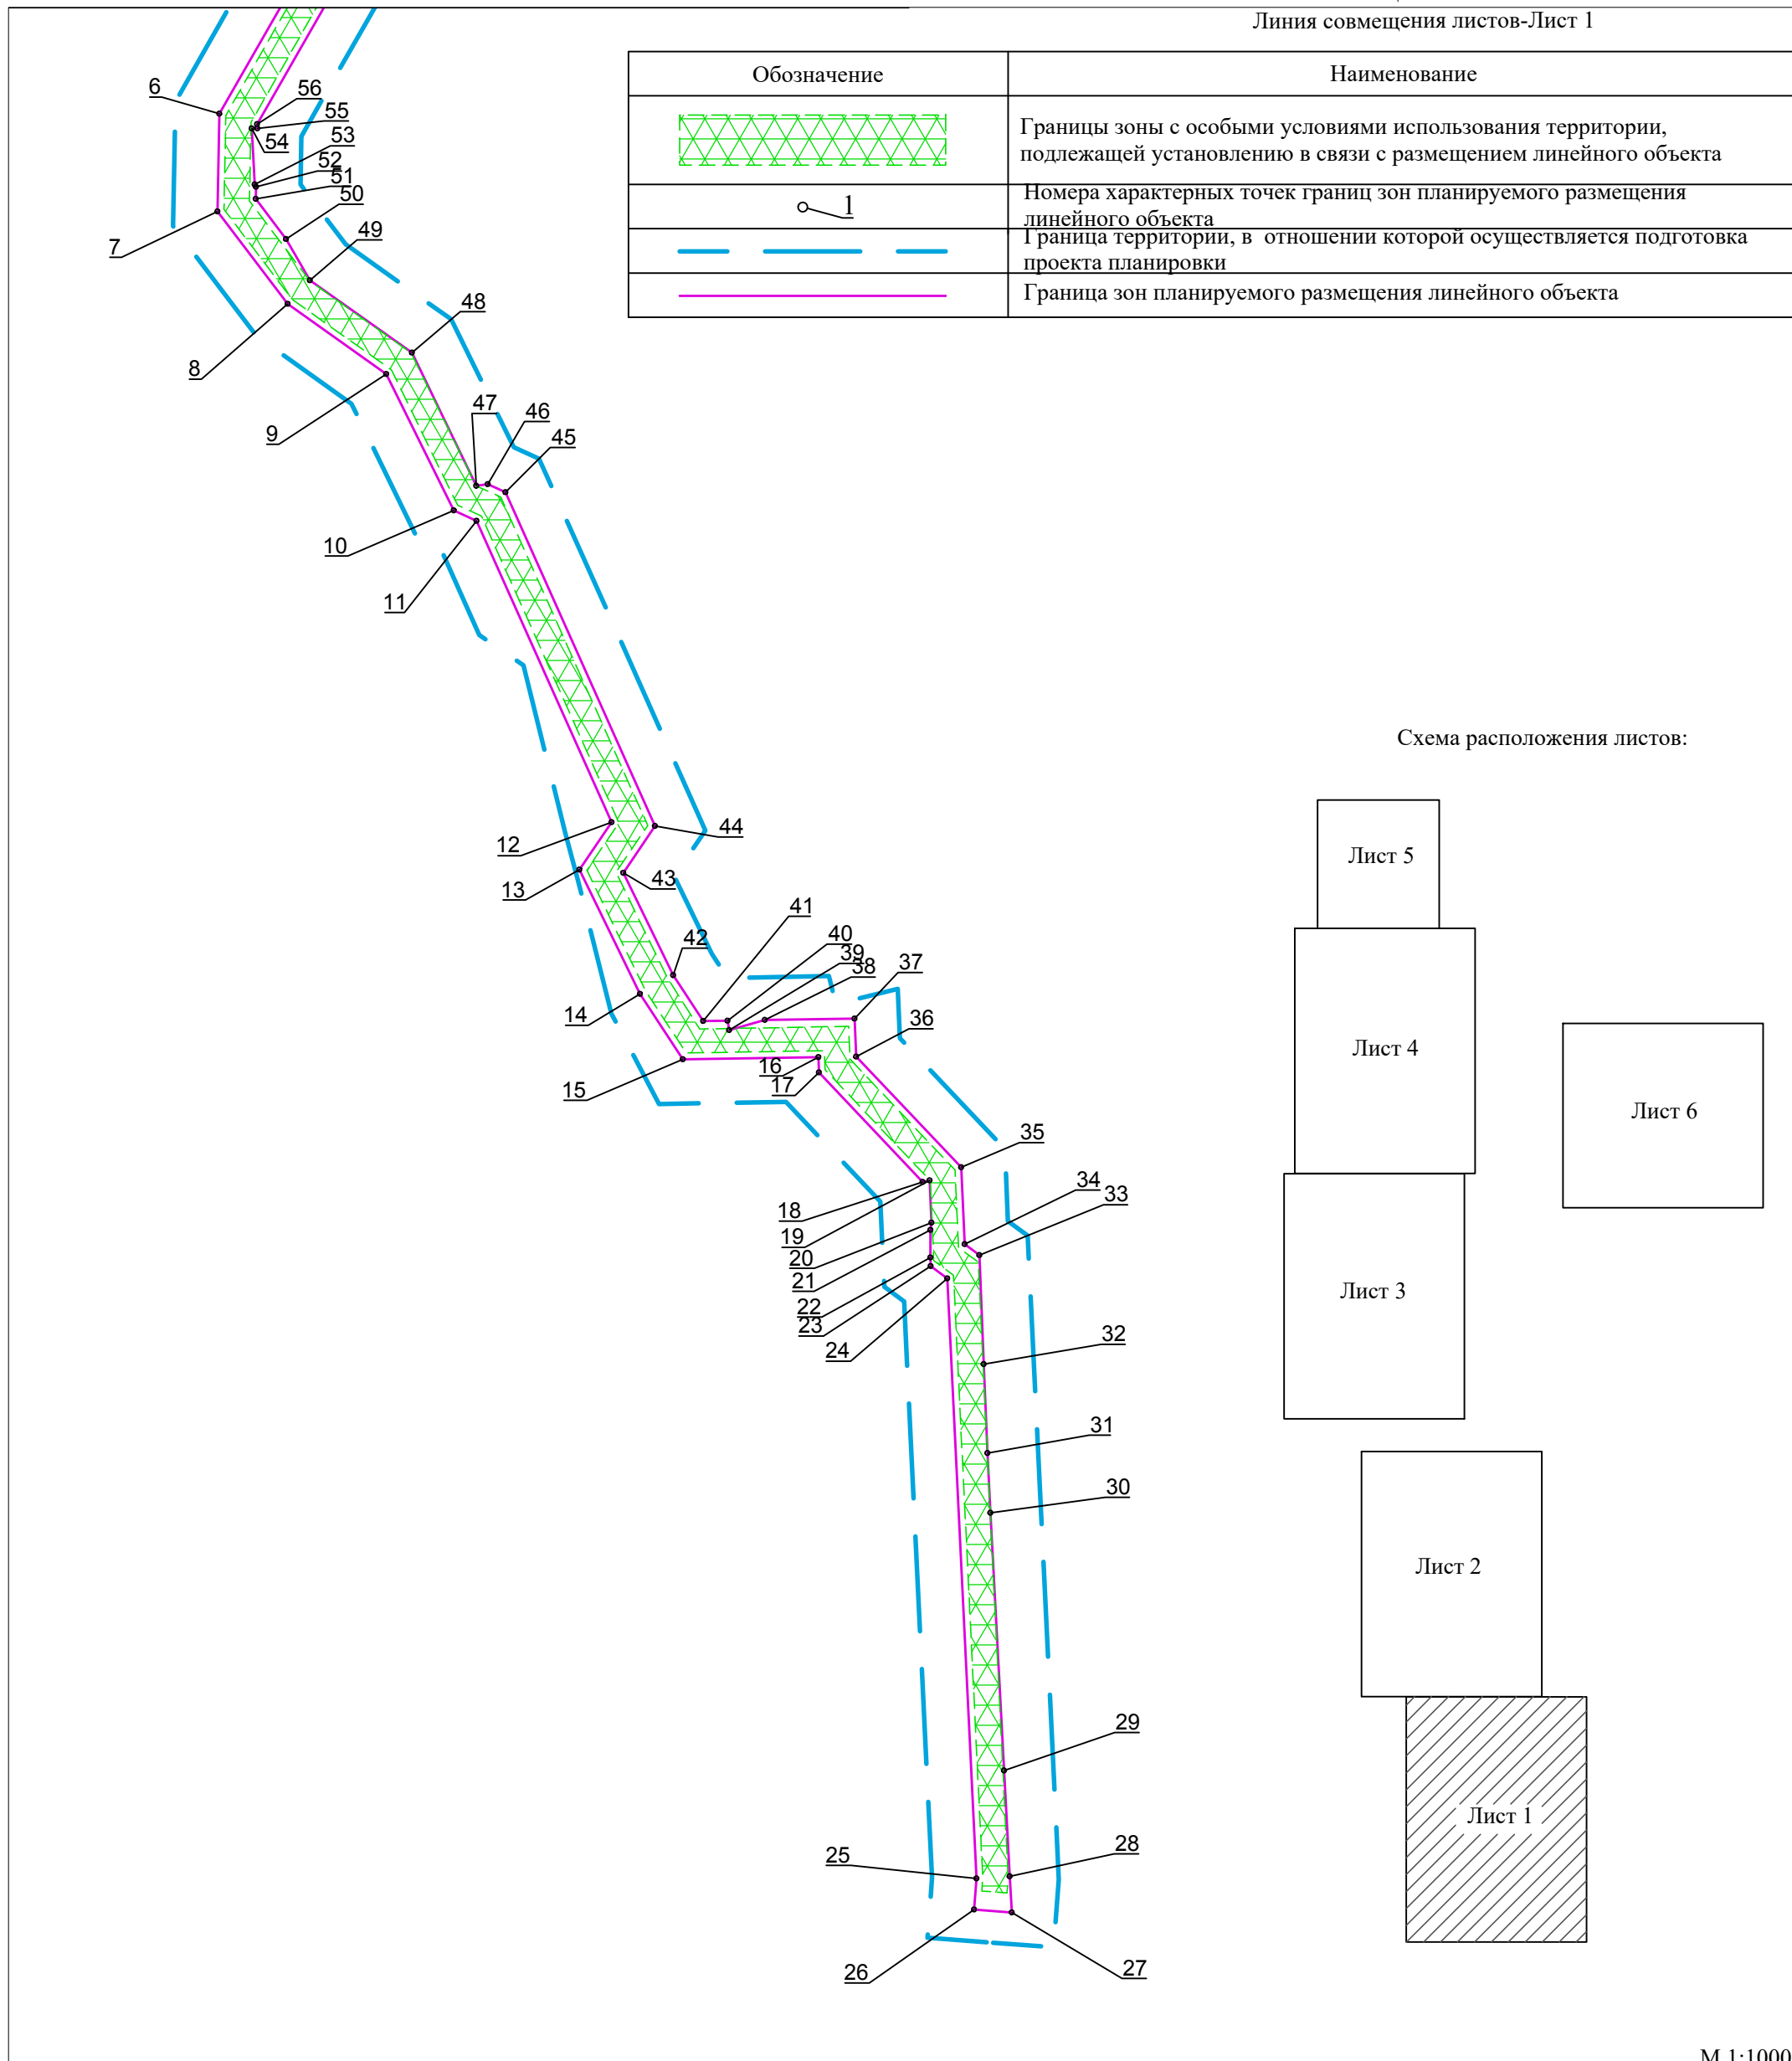 Линия совмещения листов-Лист 1
Обозначение
Наименование
Границы зоны с особыми условиями использования территории,
подлежащей установлению в связи с размещением линейного объекта
1
Номера характерных точек границ зон планируемого размещения
линейного объекта
Граница территории, в отношении которой осуществляется подготовка
проекта планировки
Граница зон планируемого размещения линейного объекта
6
56
55
54
53
52
51
50
7
49
48
8
47
46
45
9
10
11
Схема расположения листов:
44
12
13
43
41
42
40
39
38
37
14
36
16
15
17
35
34
33
18
19
20
21
22
23
24
32
31
30
29
28
25
26
27
Лист 5
Лист 4
Лист 6
Лист 3
Лист 2
Лист 1
М 1:1000